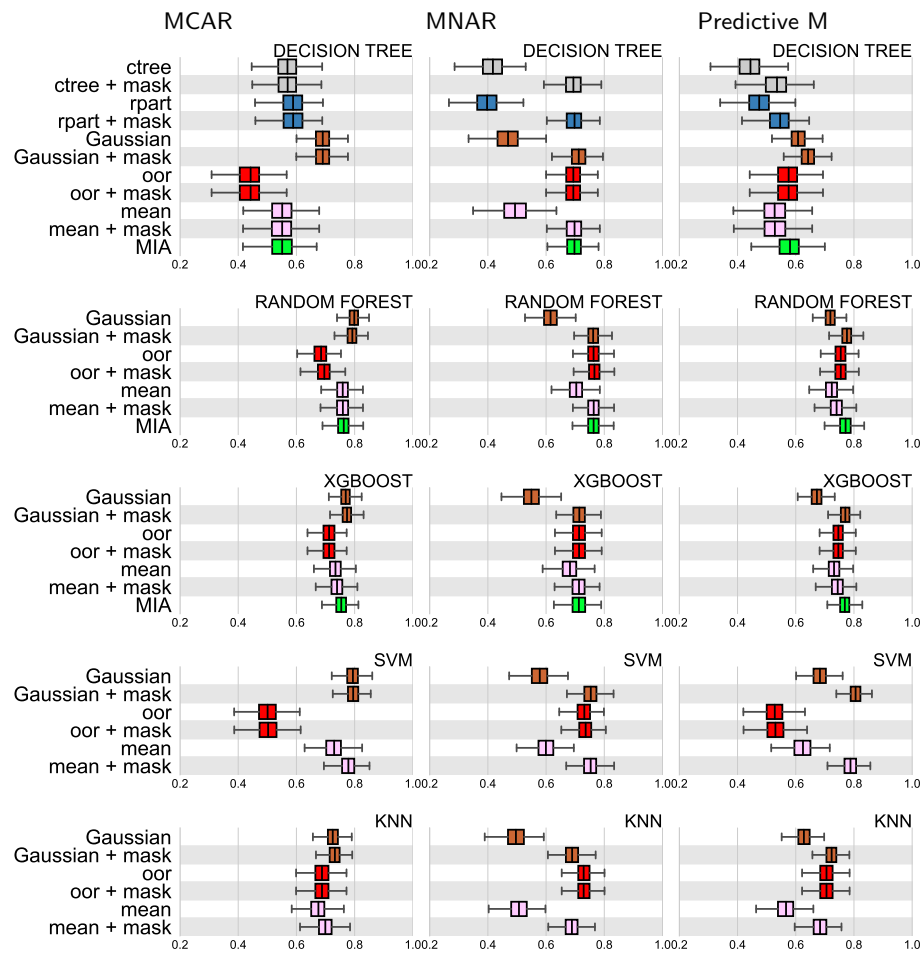 MCAR MNAR Predictive M
DECISION TREE DECISION TREE DECISION TREE
ctree
ctree + mask
rpart
rpart + mask
Gaussian
Gaussian + mask
oor
oor + mask
mean
mean + mask
MIA
0.2 0.4 0.6 0.8 1.0 0.2 0.4 0.6 0.8 1.0 0.2 0.4 0.6 0.8 1.0
RANDOM FOREST RANDOM FOREST RANDOM FOREST
Gaussian
Gaussian + mask
oor
oor + mask
mean
mean + mask
MIA
0.2 0.4 0.6 0.8 1.0 0.2 0.4 0.6 0.8 1.0 0.2 0.4 0.6 0.8 1.0
XGBOOST XGBOOST XGBOOST
Gaussian
Gaussian + mask
oor
oor + mask
mean
mean + mask
MIA
0.2 0.4 0.6 0.8 1.0 0.2 0.4 0.6 0.8 1.0 0.2 0.4 0.6 0.8 1.0
SVM SVM SVM
Gaussian
Gaussian + mask
oor
oor + mask
mean
mean + mask
0.2 0.4 0.6 0.8 1.0 0.2 0.4 0.6 0.8 1.0 0.2 0.4 0.6 0.8 1.0
KNN KNN KNN
Gaussian
Gaussian + mask
oor
oor + mask
mean
mean + mask
0.2 0.4 0.6 0.8 1.0 0.2 0.4 0.6 0.8 1.0 0.2 0.4 0.6 0.8 1.0